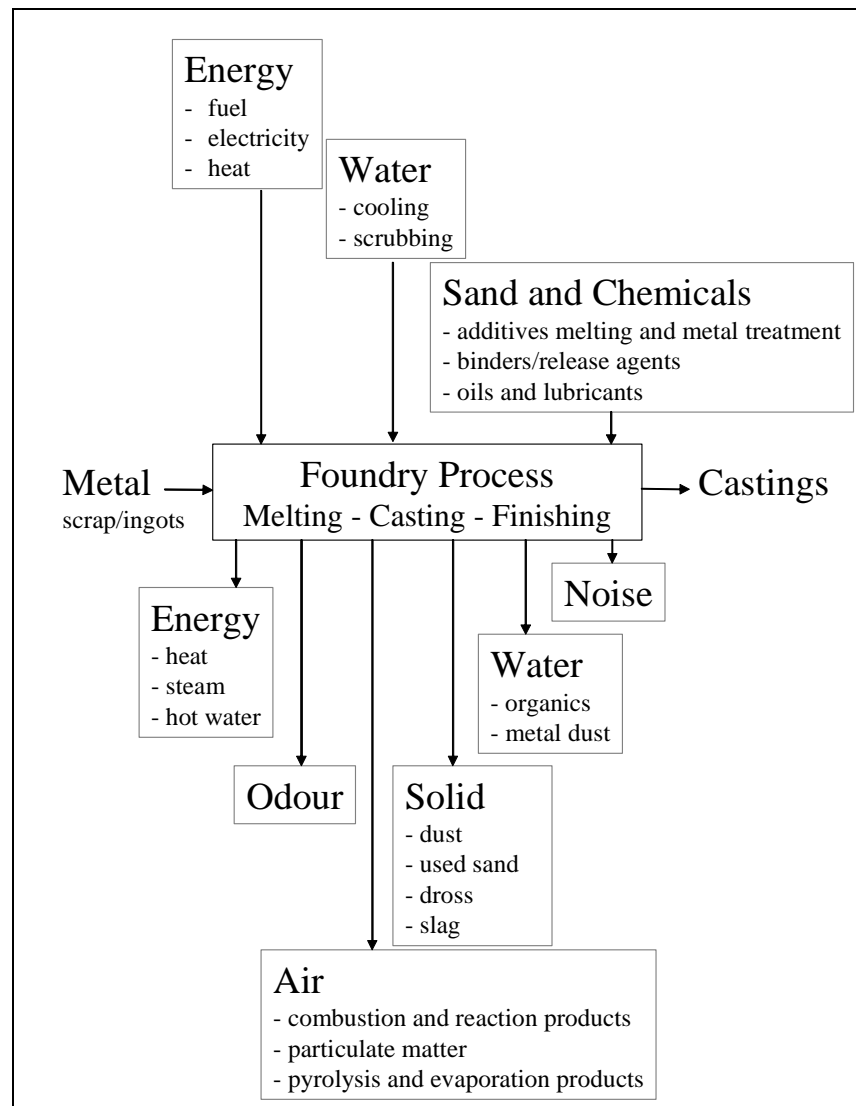 Energy
- fuel
- electricity
- heat
Water
- cooling
- scrubbing
Sand and Chemicals
- additives melting and metal treatment
- binders/release agents
- oils and lubricants
Metal
scrap/ingots
Foundry Process
Melting - Casting - Finishing
Castings
Energy
- heat
- steam
- hot water
Odour
Air
- combustion and reaction products
- particulate matter
- pyrolysis and evaporation products
Solid
- dust
- used sand
- dross
- slag
Water
- organics
- metal dust
Noise